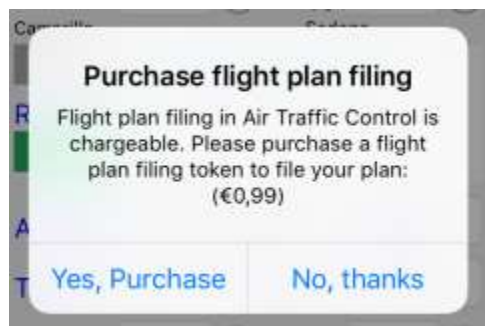 Purchase flight plan filing
Flight plan filing in Air Traffic Control is
chargeable. Please purchase a flight
plan filing token to file your plan:
(€0,99)
R
A
T
Yes, Purchase
No, thanks